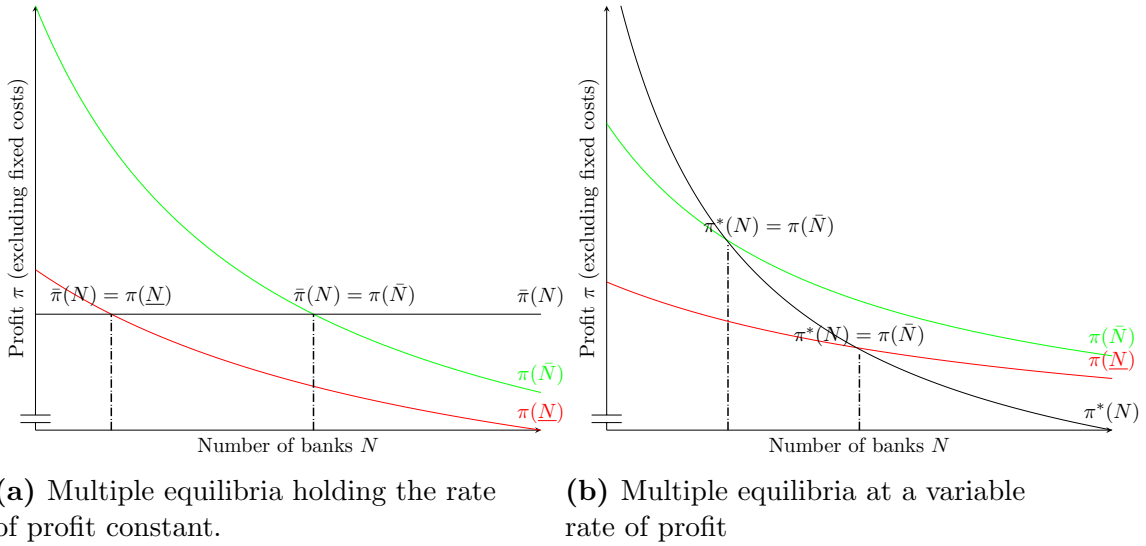 Profit π (excluding fixed costs)
π̄(N) = π(N̲)
π̄(N) = π(N̄)
π̄(N)
π(N̄)
π(N̲)
Number of banks N
Profit π (excluding fixed costs)
π*(N) = π(N̄)
π*(N) = π(N̄)
π(N̄)
π(N̲)
π*(N)
Number of banks N
(a) Multiple equilibria holding the rate
of profit constant.
(b) Multiple equilibria at a variable
rate of profit